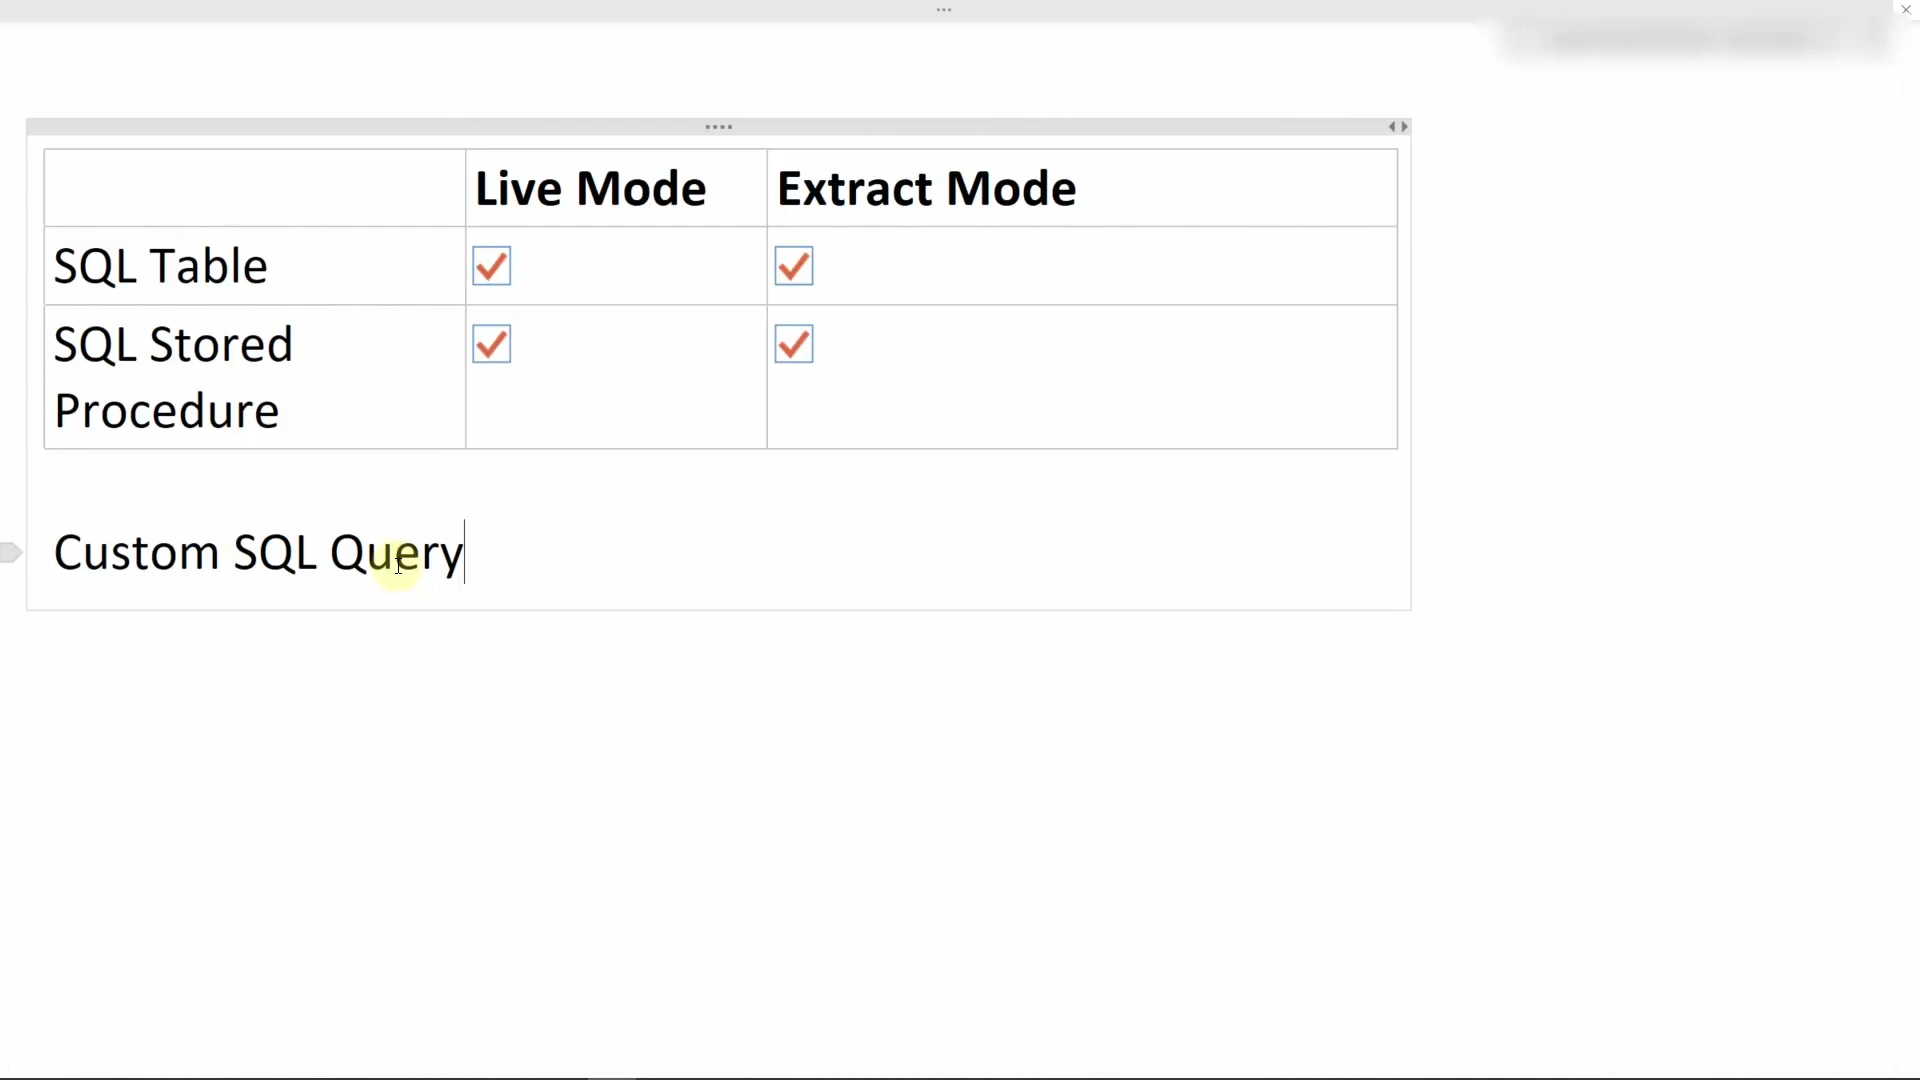 Live Mode Extract Mode
SQL Table
SQL Stored
Procedure
Custom SQL Query